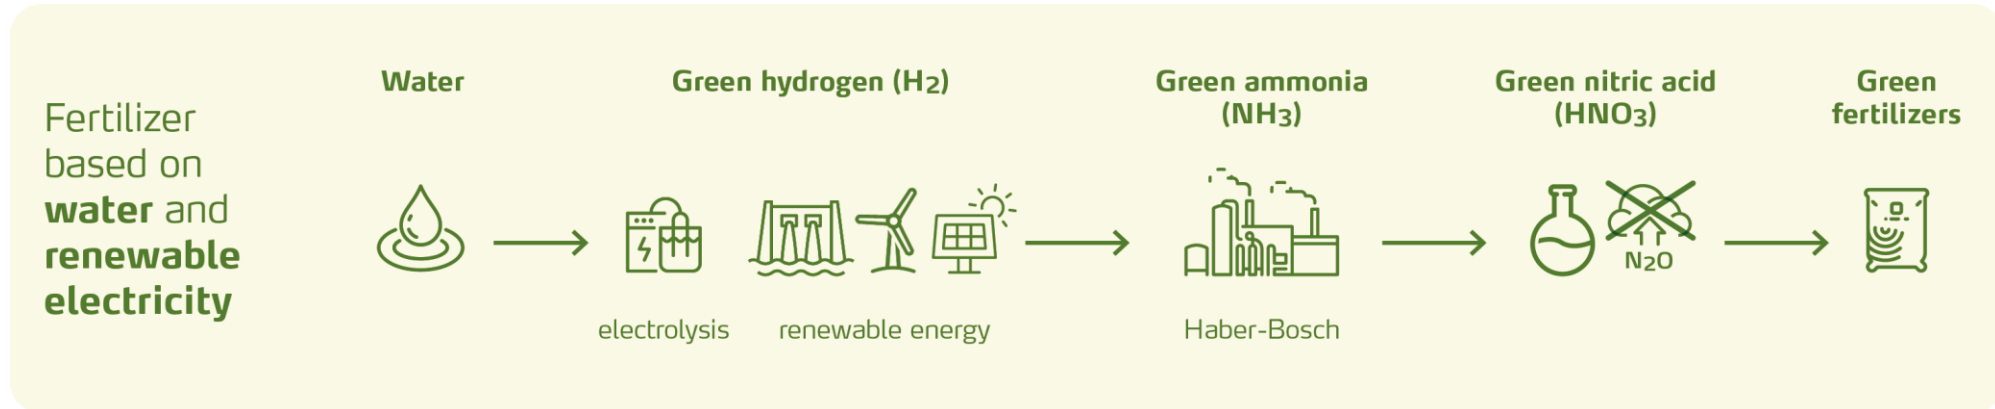 Fertilizer
based on
water and
renewable
electricity
Water
Green hydrogen (H2)
Green ammonia
(NH3)
Green nitric acid
(HNO3)
Green
fertilizers
N2O
electrolysis
renewable energy
Haber-Bosch